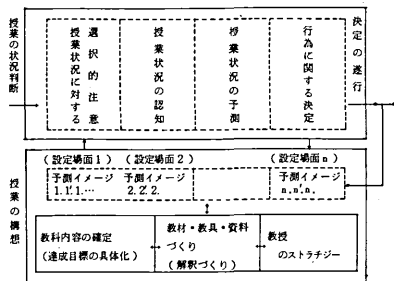 授業の状況判断
授業状況に対する
選択的注意
授業状況の認知
授業状況の予測
行為に関する決定
決定の遂行
授業の構想
(設定場面1)
(設定場面2)
(設定場面n)
予測イメージ
1.1'.1.…
予測イメージ
2.2'.2.
予測イメージ
n.n'.n.
教科内容の確定
(達成目標の具体化)
教材・教具・資料
づくり
(解釈づくり)
教授
のストラチジー